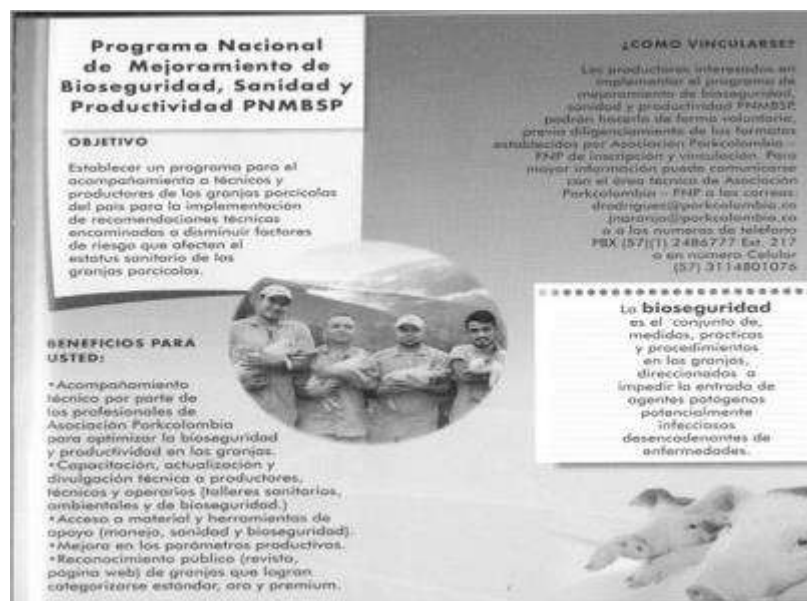 Programa Nacional
de Mejoramiento de
Bioseguridad, Sanidad y
Productividad PNMBSP
OBJETIVO
Establecer un programa para el
acompañamiento a técnicos y
productores de las granjas porcícolas
del país para la implementación
de recomendaciones técnicas
encaminadas a disminuir factores
de riesgo que afecten el
estatus sanitario de las
granjas porcícolas.
BENEFICIOS PARA
USTED:
•Acompañamiento
técnico por parte de
los profesionales de
Asociación Porkcolombia
para optimizar la bioseguridad
y productividad en las granjas.
•Capacitación, actualización y
divulgación técnica a productores,
técnicos y operarios (talleres sanitarios,
ambientales y de bioseguridad.)
•Acceso a material y herramientas de
apoyo (manejo, sanidad y bioseguridad).
•Mejora en los parámetros productivos.
•Reconocimiento público (revista,
página web) de granjas que logran
categorizarse estándar, oro y premium.
¿COMO VINCULARSE?
Los productores interesados en
implementar el programa de
mejoramiento de bioseguridad,
sanidad y productividad PNMBSP,
podrán hacerlo de forma voluntaria,
previo diligenciamiento de los formatos
establecidos por Asociación Porkcolombia –
FNP de inscripción y vinculación. Para
mayor información puede comunicarse
con el área técnica de Asociación
Porkcolombia – FNP a los correos:
drodriguez@porkcolombia.co
jnaranjo@porkcolombia.co
o a los numeros de teléfono
PBX (57)(1) 2486777 Ext. 217
o en número Celular
(57) 3114801076
La bioseguridad
es el conjunto de,
medidas, prácticas
y procedimientos
en las granjas,
direccionados a
impedir la entrada de
agentes patógenos
potencialmente
infecciosos
desencadenantes de
enfermedades.